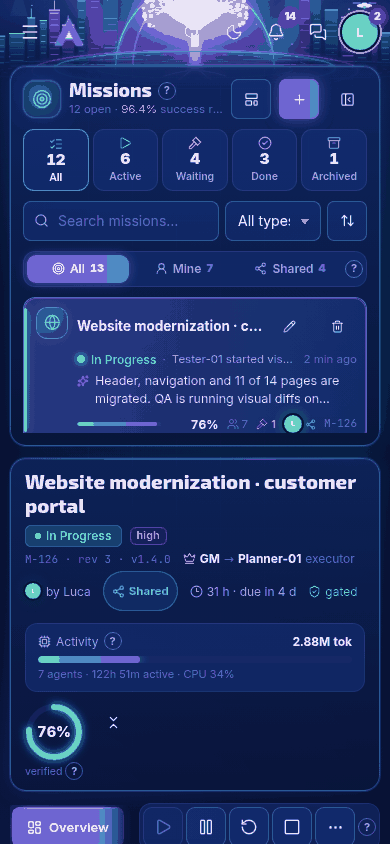 14
2
L
Missions ?
12 open · 96.4% success r...
+
12
All
6
Active
4
Waiting
3
Done
1
Archived
Search missions...
All types
All 13
Mine 7
Shared 4
?
Website modernization · c...
In Progress · Tester-01 started vis... 2 min ago
Header, navigation and 11 of 14 pages are
migrated. QA is running visual diffs on...
76% 7 1 L M-126
Website modernization · customer
portal
In Progress high
M-126 · rev 3 · v1.4.0 GM → Planner-01 executor
L by Luca Shared 31 h · due in 4 d gated
Activity ? 2.88M tok
7 agents · 122h 51m active · CPU 34%
76%
verified ?
Overview ?